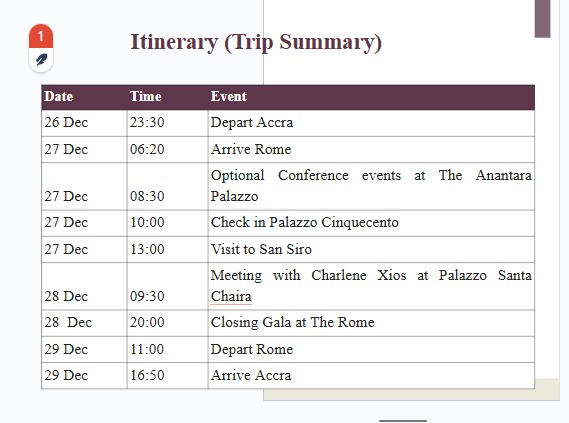 1
Itinerary (Trip Summary)
Date Time Event
26 Dec 23:30 Depart Accra
27 Dec 06:20 Arrive Rome
Optional Conference events at The Anantara
27 Dec 08:30 Palazzo
27 Dec 10:00 Check in Palazzo Cinquecento
27 Dec 13:00 Visit to San Siro
Meeting with Charlene Xios at Palazzo Santa
28 Dec 09:30 Chaira
28 Dec 20:00 Closing Gala at The Rome
29 Dec 11:00 Depart Rome
29 Dec 16:50 Arrive Accra